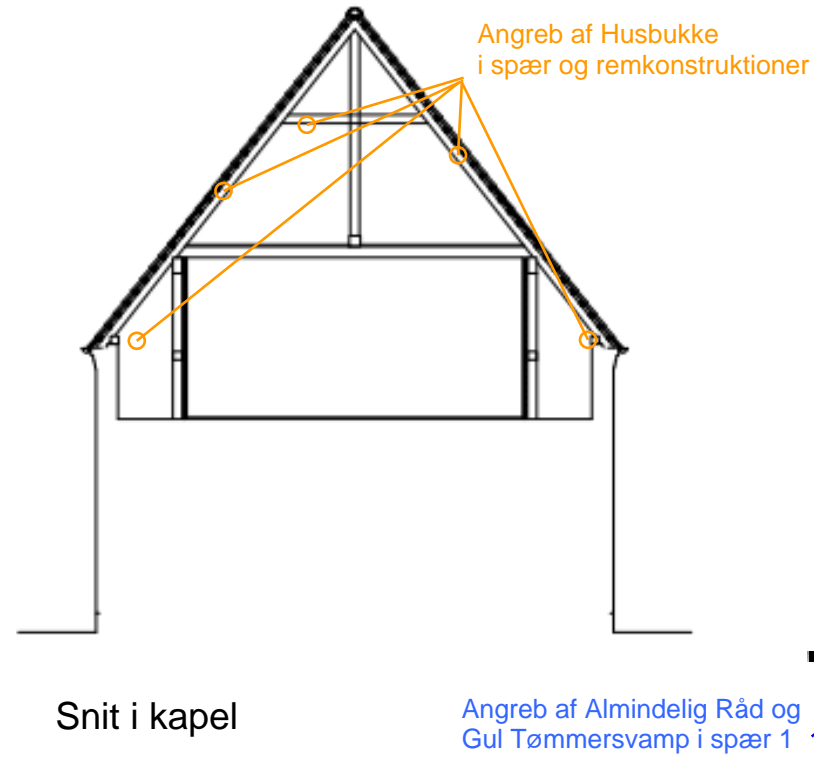 Angreb af Husbukke
i spær og remkonstruktioner
Snit i kapel
Angreb af Almindelig Råd og
Gul Tømmersvamp i spær 1